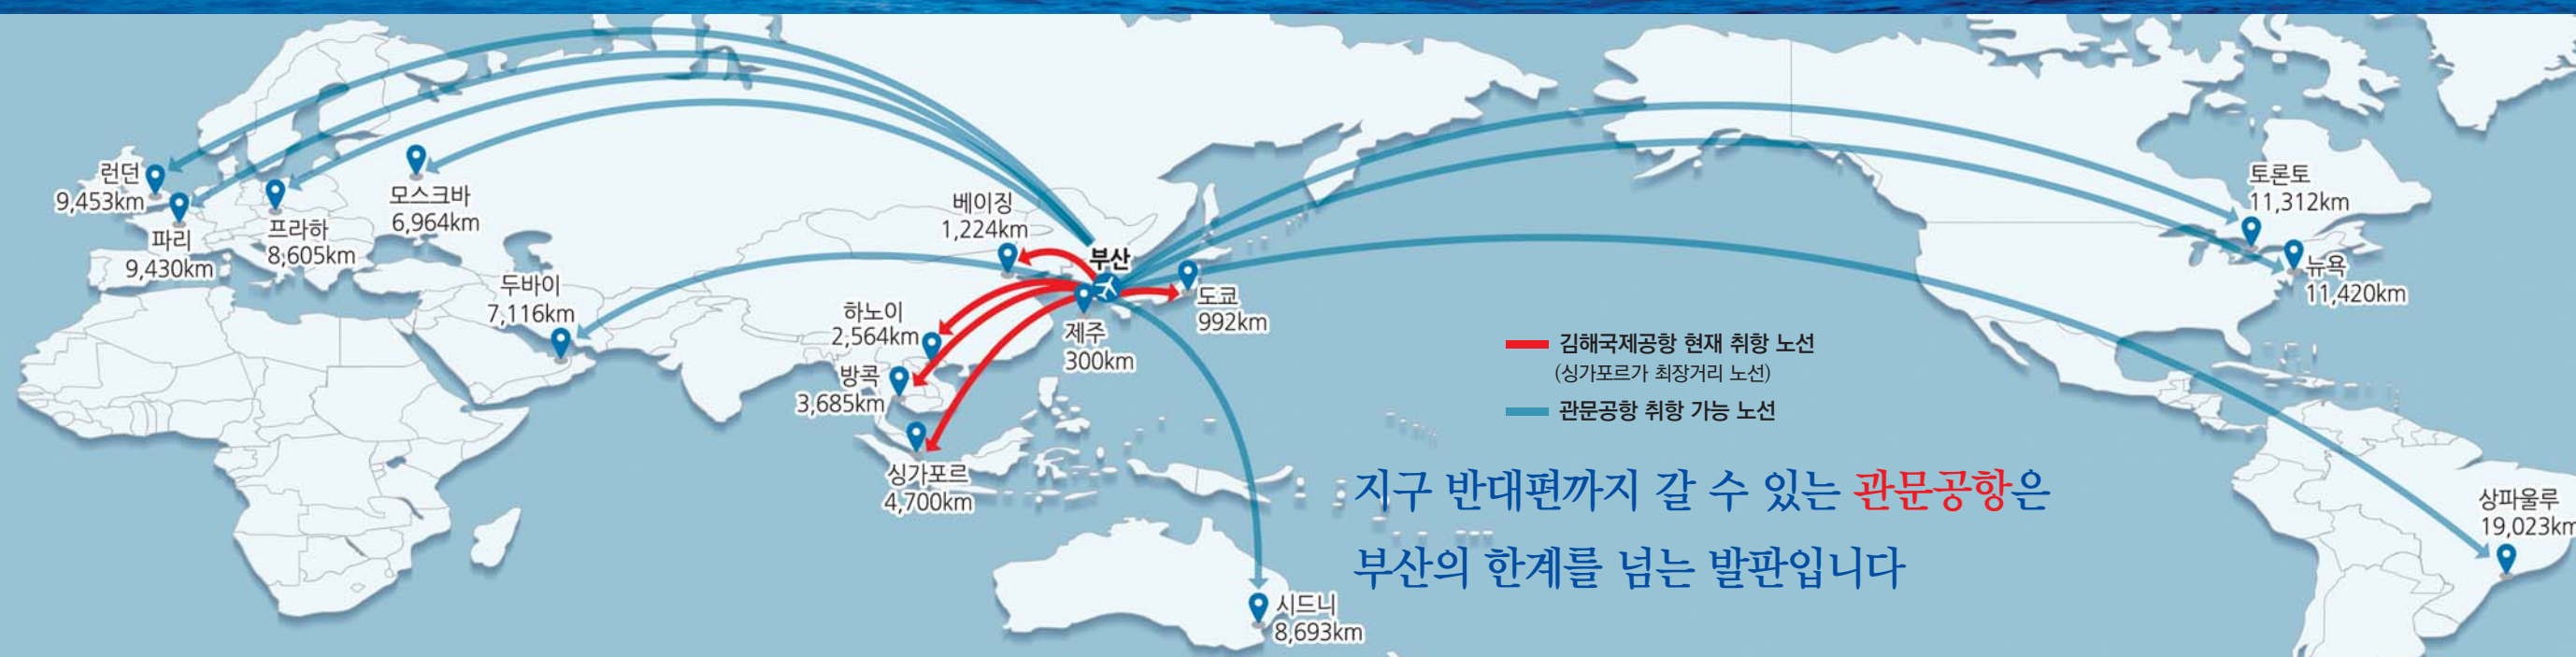 런던
9,453km
파리
9,430km
프라하
8,605km
모스크바
6,964km
두바이
7,116km
베이징
1,224km
부산
하노이
2,564km
방콕
3,685km
싱가포르
4,700km
제주
300km
도쿄
992km
토론토
11,312km
뉴욕
11,420km
김해국제공항 현재 취항 노선
(싱가포르가 최장거리 노선)
관문공항 취항 가능 노선
지구 반대편까지 갈 수 있는 관문공항은
부산의 한계를 넘는 발판입니다
상파울루
19,023km
시드니
8,693km